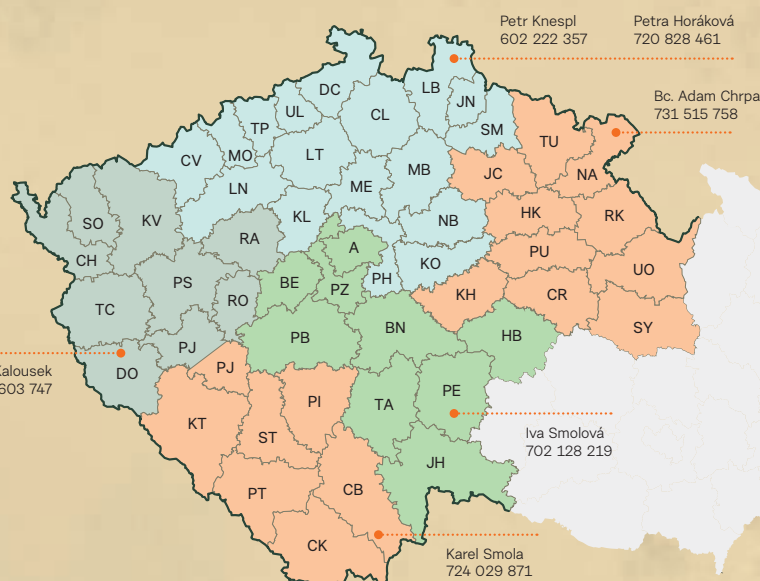 Petr Knespl
602 222 357
Petra Horáková
720 828 461
Bc. Adam Chrpa
731 515 758
DC
LB
JN
UL
CL
TP
SM
TU
CV
MO
LT
MB
JC
NA
LN
ME
SO
KV
KL
NB
HK
RK
RA
A
CH
PH
KO
PU
UO
PS
BE
PZ
KH
CR
TC
RO
SY
PB
BN
HB
PJ
DO
PJ
Kalousek
603 747
PE
PI
TA
KT
ST
Iva Smolová
702 128 219
JH
PT
CB
CK
Karel Smola
724 029 871